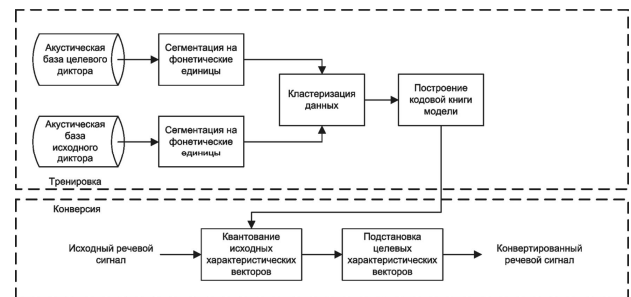 Акустическая
база целевого
диктора
Сегментация на
фонетические
единицы
Кластеризация
данных
Построение
кодовой книги
модели
Акустическая
база
исходного
диктора
Сегментация на
фонетические
единицы
Тренировка
Конверсия
Исходный речевой
сигнал
Квантование
исходных
характеристических
векторов
Подстановка
целевых
характеристических
векторов
Конвертированный
речевой сигнал